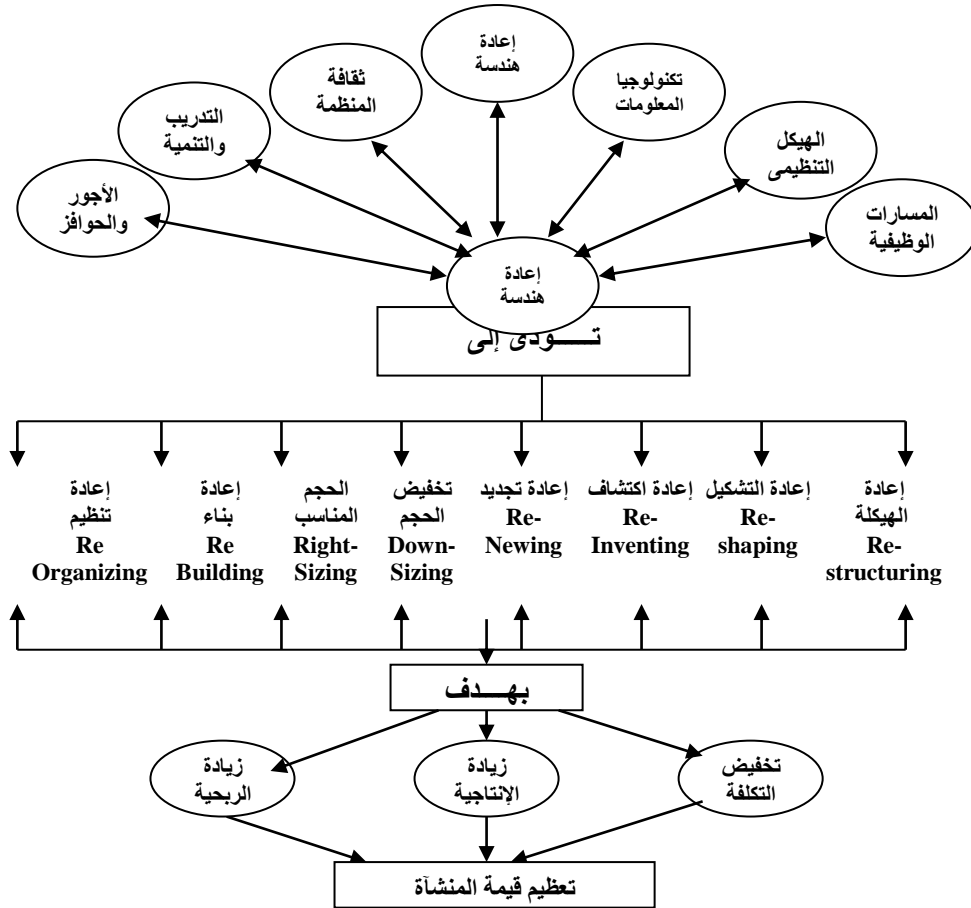 إعادة
هندسة
تكنولوجيا
المعلومات
ثقافة
المنظمة
الهيكل
التنظيمى
التدريب
والتنمية
المسارات
الوظيفية
الأجور
والحوافز
إعادة
هندسة
تـــــؤدى إلى
إعادة
الهيكلة
Re-
structuring
إعادة التشكيل
Re-
shaping
إعادة اكتشاف
Re-
Inventing
إعادة تجديد
Re-
Newing
تخفيض
الحجم
Down-
Sizing
الحجم
المناسب
Right-
Sizing
إعادة
بناء
Re
Building
إعادة
تنظيم
Re
Organizing
بهــــدف
تخفيض
التكلفة
زيادة
الإنتاجية
زيادة
الربحية
تعظيم قيمة المنشآة